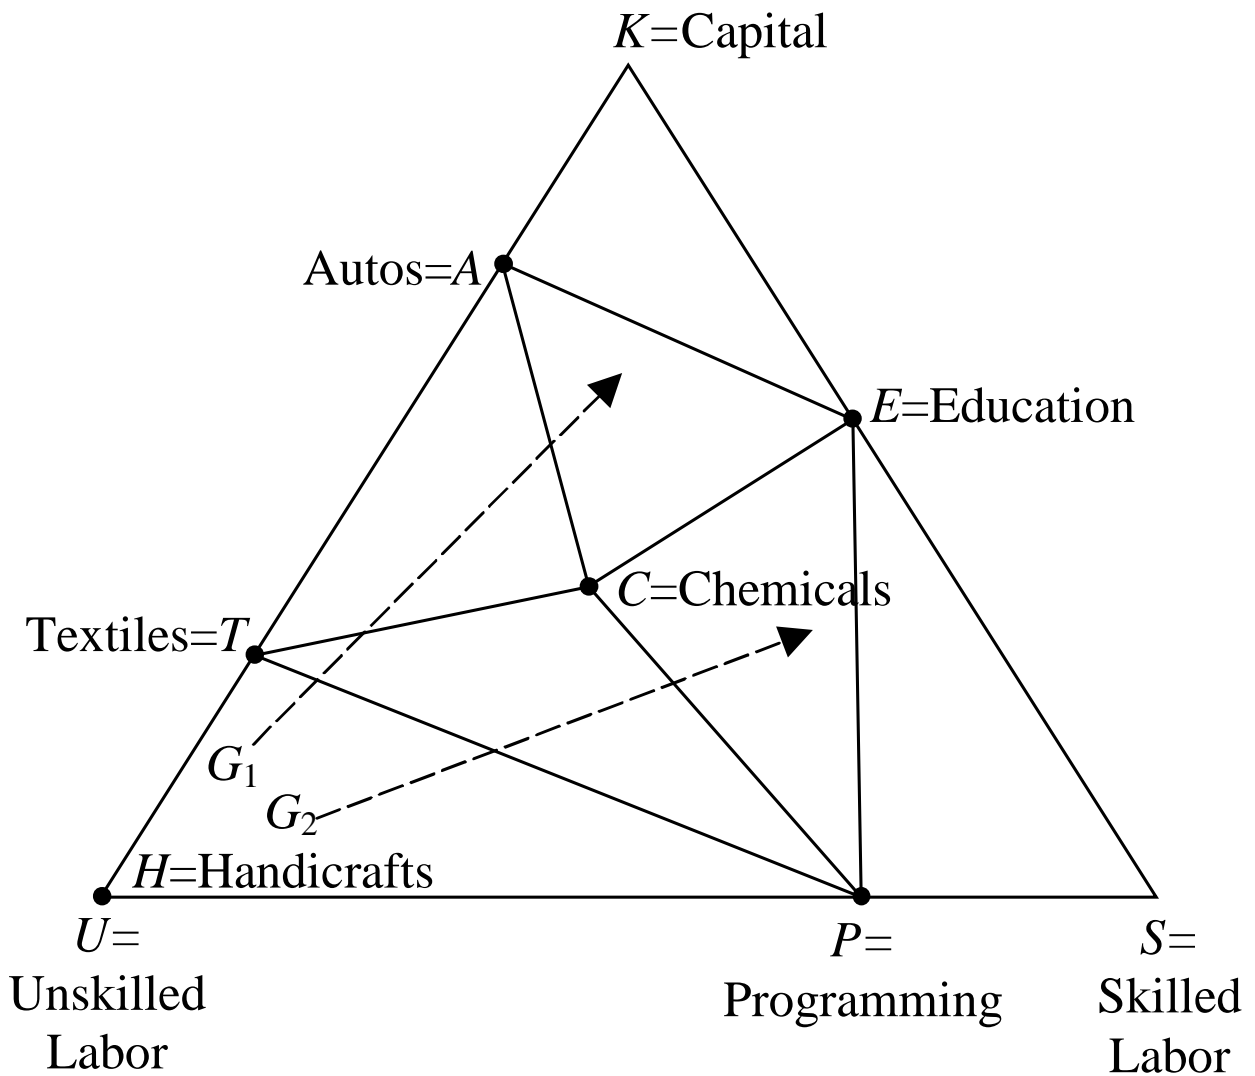 K=Capital
Autos=A
E=Education
C=Chemicals
Textiles=T
G₁
G₂
H=Handicrafts
U=
Unskilled
Labor
P=
Programming
S=
Skilled
Labor